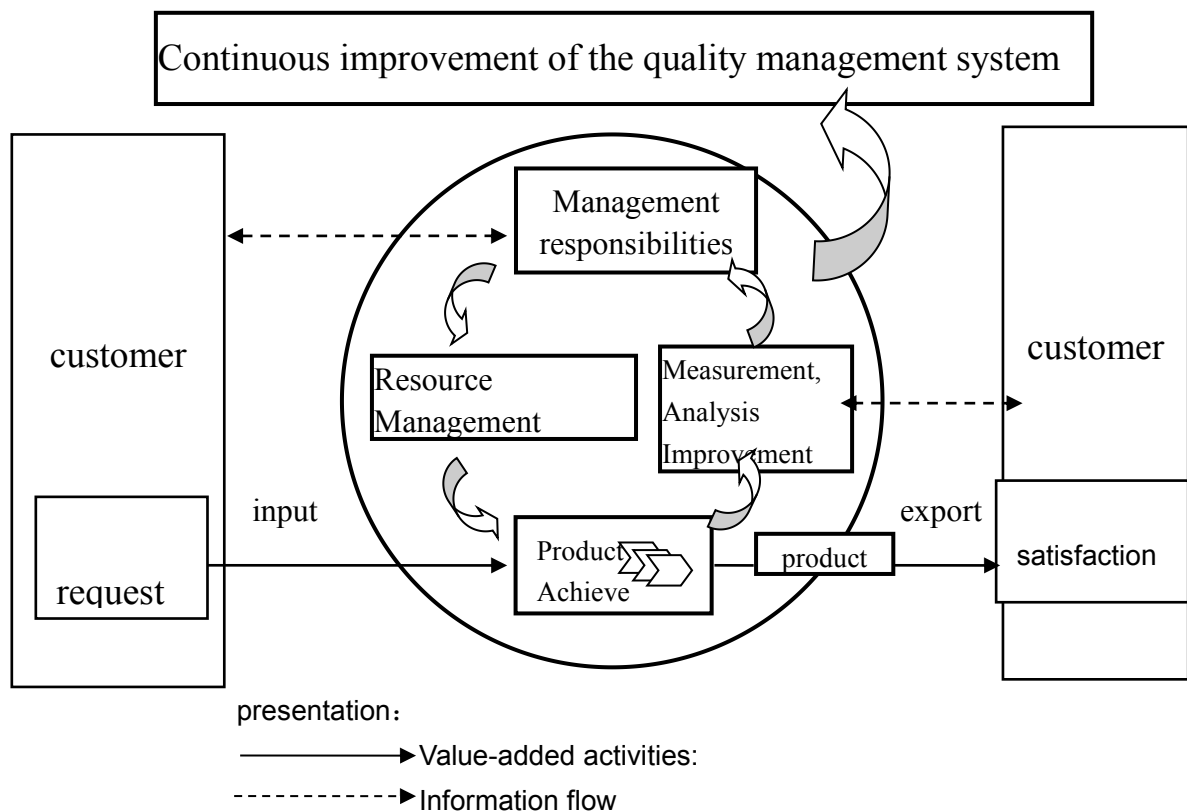 Continuous improvement of the quality management system
Management
responsibilities
customer
customer
Resource
Management
Measurement,
Analysis
Improvement
input
export
request
Product
Achieve
product
satisfaction
presentation：
Value-added activities:
Information flow